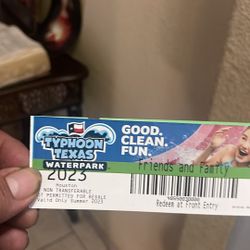 TYPHOON
TEXAS
WATERPARK
GOOD.
CLEAN.
FUN.
2023
Friends and Family
Houston
NON TRANSFERABLE
NOT PERMITTED FOR RESALE
Valid Only Summer 2023
Redeem at Front Entry